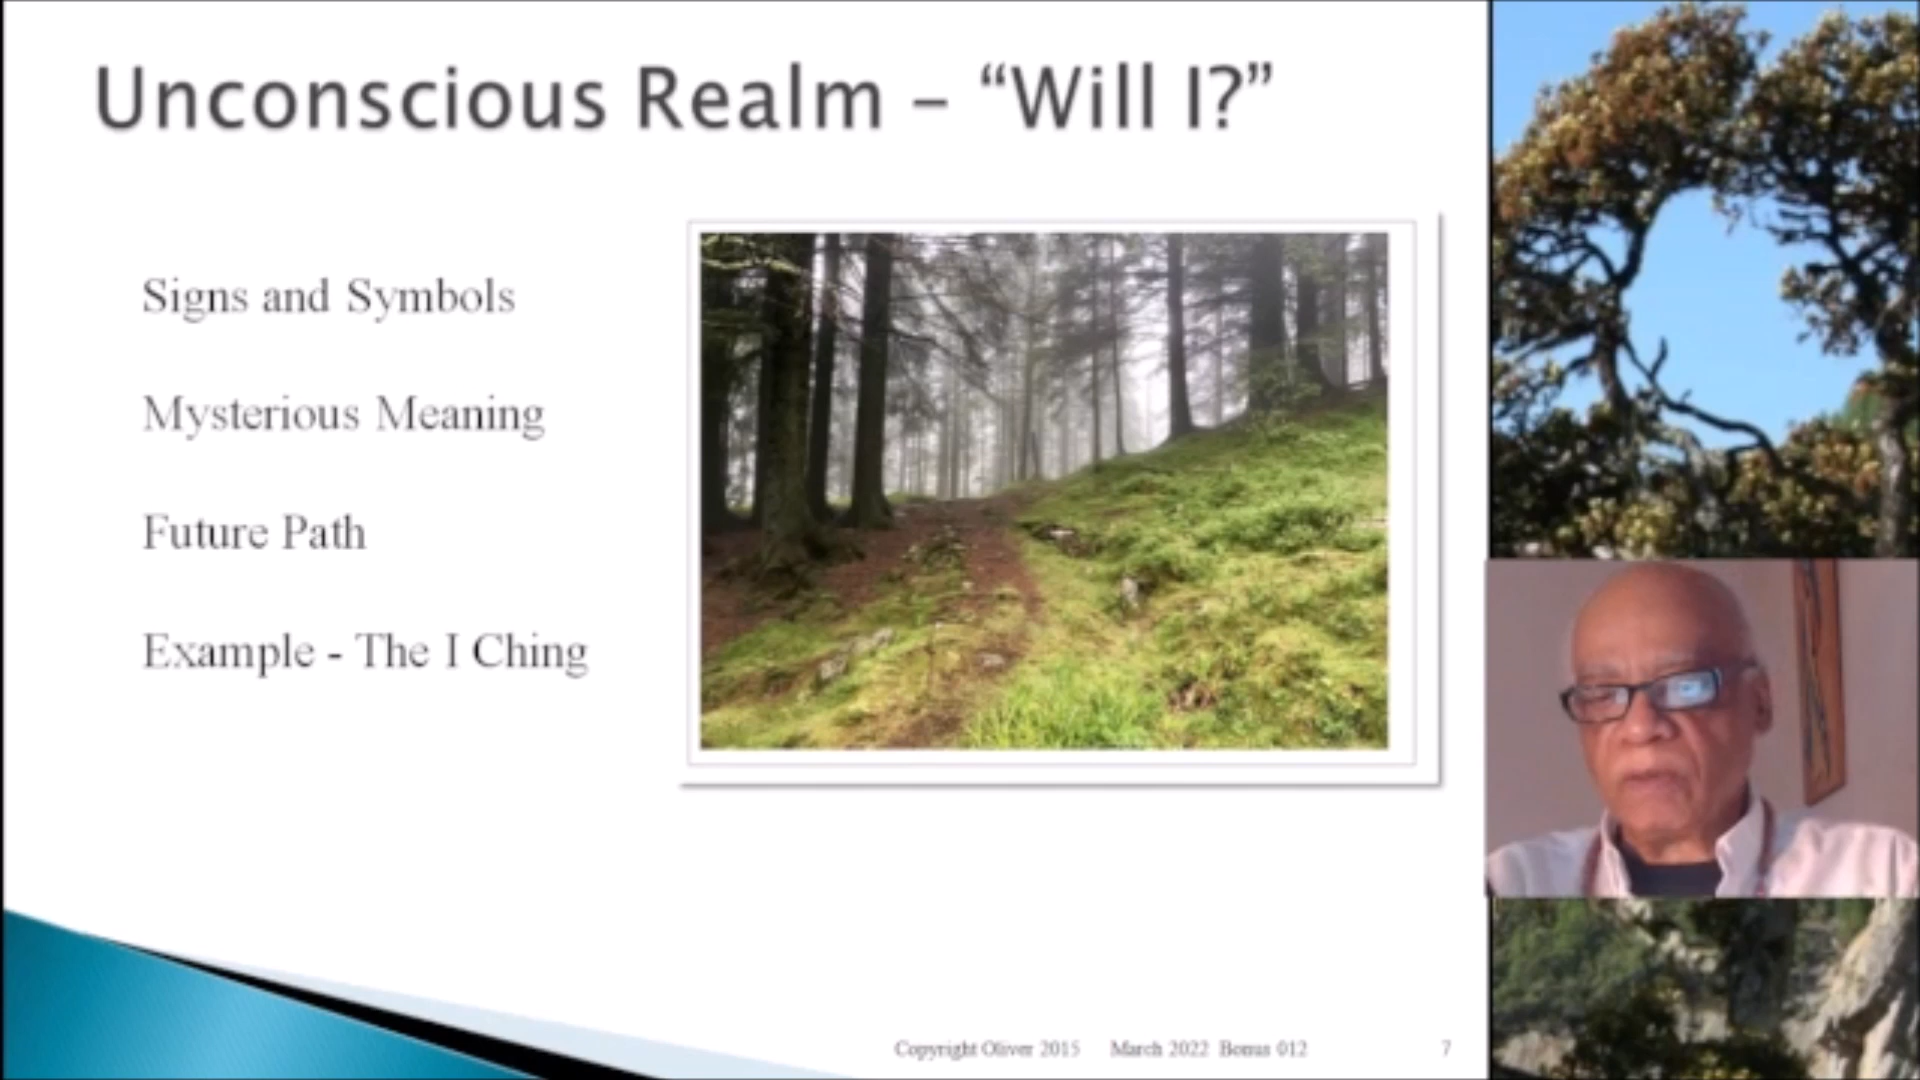 Unconscious Realm – “Will I?”
Signs and Symbols
Mysterious Meaning
Future Path
Example - The I Ching
Copyright Oliver 2015 March 2022 Bonus 012 7